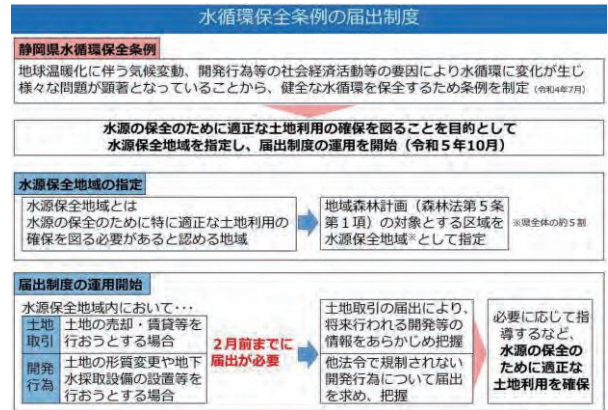 水循環保全条例の届出制度
静岡県水循環保全条例
地球温暖化に伴う気候変動、開発行為等の社会経済活動等の要因により水循環に変化が生じ
様々な問題が顕著となっていることから、健全な水循環を保全するため条例を制定（令和4年7月）
水源の保全のために適正な土地利用の確保を図ることを目的として
水源保全地域を指定し、届出制度の運用を開始（令和５年10月）
水源保全地域の指定
水源保全地域とは
水源の保全のために特に適正な土地利用の
確保を図る必要があると認める地域
地域森林計画（森林法第５条
第１項）の対象とする区域を
水源保全地域※として指定
※県全体の約５割
届出制度の運用開始
水源保全地域内において･･･
土地
取引
土地の売却・賃貸等を
行おうとする場合
開発
行為
土地の形質変更や地下
水採取設備の設置等を
行おうとする場合
２月前までに
届出が必要
土地取引の届出により、
将来行われる開発等の
情報をあらかじめ把握
他法令で規制されない
開発行為について届出
を求め、把握
必要に応じて指
導するなど、
水源の保全の
ために適正な
土地利用を確保